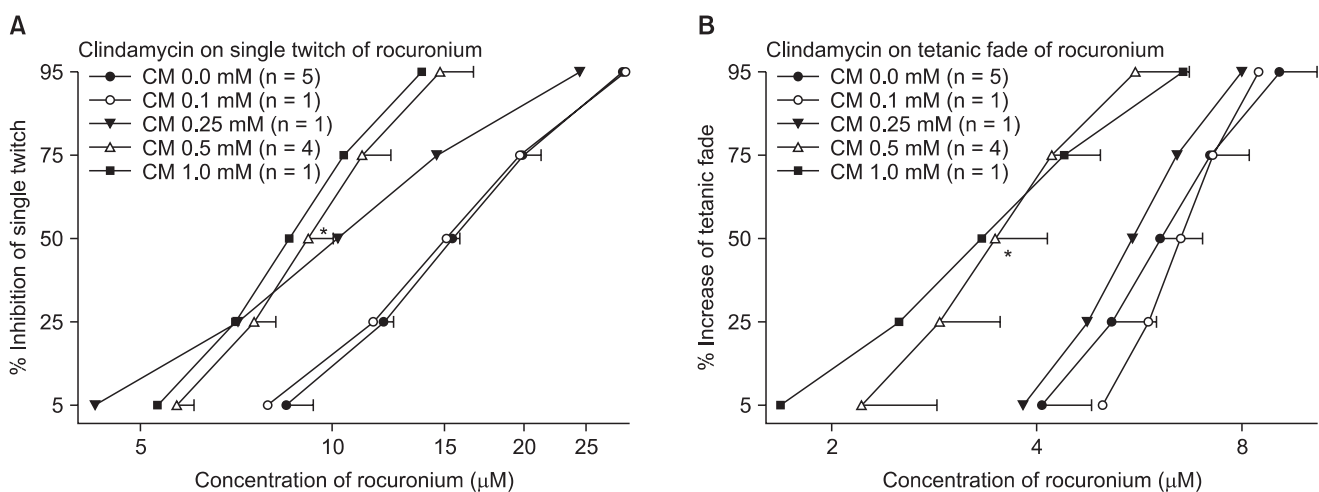 A
Clindamycin on single twitch of rocuronium
CM 0.0 mM (n = 5)
CM 0.1 mM (n = 1)
CM 0.25 mM (n = 1)
CM 0.5 mM (n = 4)
CM 1.0 mM (n = 1)
% Inhibition of single twitch
95
75
50
25
5
*
5 10 15 20 25
Concentration of rocuronium (μM)
B
Clindamycin on tetanic fade of rocuronium
CM 0.0 mM (n = 5)
CM 0.1 mM (n = 1)
CM 0.25 mM (n = 1)
CM 0.5 mM (n = 4)
CM 1.0 mM (n = 1)
% Increase of tetanic fade
95
75
50
25
5
*
2 4 8
Concentration of rocuronium (μM)